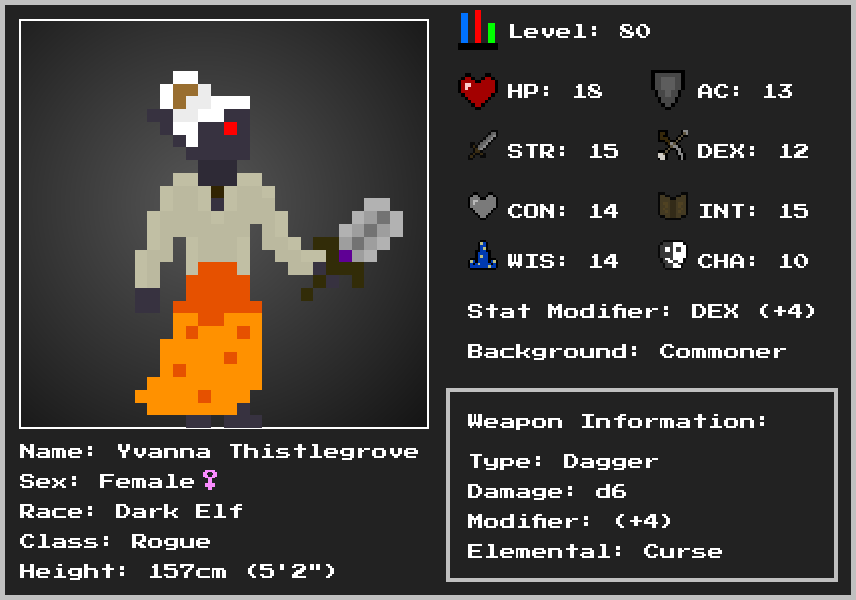 Level: 80
HP: 18 AC: 13
STR: 15 DEX: 12
CON: 14 INT: 15
WIS: 14 CHA: 10
Stat Modifier: DEX (+4)
Background: Commoner
Weapon Information:
Type: Dagger
Damage: d6
Modifier: (+4)
Elemental: Curse
Name: Yvanna Thistlegrove
Sex: Female♀
Race: Dark Elf
Class: Rogue
Height: 157cm (5'2")